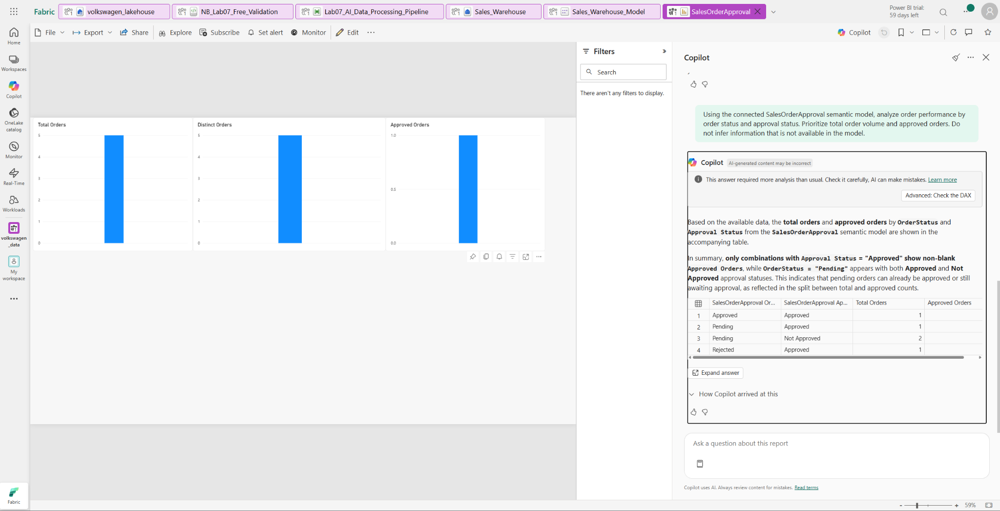 Fabric
volkswagen_lakehouse
NB_Lab07_Free_Validation
Lab07_AI_Data_Processing_Pipeline
Sales_Warehouse
Sales_Warehouse_Model
SalesOrderApproval
Power BI trial:
59 days left
File
Export
Share
Explore
Subscribe
Set alert
Monitor
Edit
Copilot
Home
Workspaces
Copilot
OneLake
catalog
Monitor
Real-Time
Workloads
volkswagen
_data
My
workspace
Fabric
Total Orders
5
4
3
2
1
0
Distinct Orders
5
4
3
2
1
0
Approved Orders
1.0
0.5
0.0
Filters
Search
There aren't any filters to display.
Copilot
Using the connected SalesOrderApproval semantic model, analyze order performance by
order status and approval status. Prioritize total order volume and approved orders. Do
not infer information that is not available in the model.
Copilot AI-generated content may be incorrect
This answer required more analysis than usual. Check it carefully, AI can make mistakes. Learn more
Advanced: Check the DAX
Based on the available data, the total orders and approved orders by OrderStatus and
Approval Status from the SalesOrderApproval semantic model are shown in the
accompanying table.
In summary, only combinations with Approval Status = "Approved" show non-blank
Approved Orders, while OrderStatus = "Pending" appears with both Approved and Not
Approved approval statuses. This indicates that pending orders can already be approved or still
awaiting approval, as reflected in the split between total and approved counts.
SalesOrderApproval Or... SalesOrderApproval Ap... Total Orders Approved Orders
1 Approved Approved 1
2 Pending Approved 1
3 Pending Not Approved 2
4 Rejected Approved 1
Expand answer
How Copilot arrived at this
Ask a question about this report
Copilot uses AI. Always review content for mistakes. Read terms
- + 59%